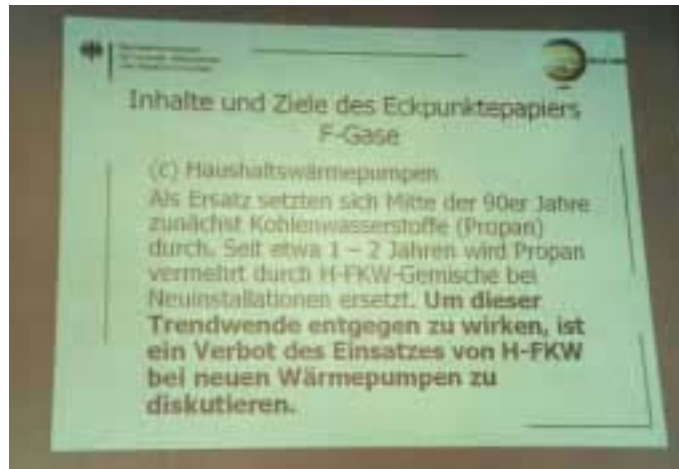 Inhalte und Ziele des Eckpunktepapiers
F-Gase
(c) Haushaltswärmepumpen
Als Ersatz setzten sich Mitte der 90er Jahre
zunächst Kohlenwasserstoffe (Propan)
durch. Seit etwa 1 – 2 Jahren wird Propan
vermehrt durch H-FKW-Gemische bei
Neuinstallationen ersetzt. Um dieser
Trendwende entgegen zu wirken, ist
ein Verbot des Einsatzes von H-FKW
bei neuen Wärmepumpen zu
diskutieren.